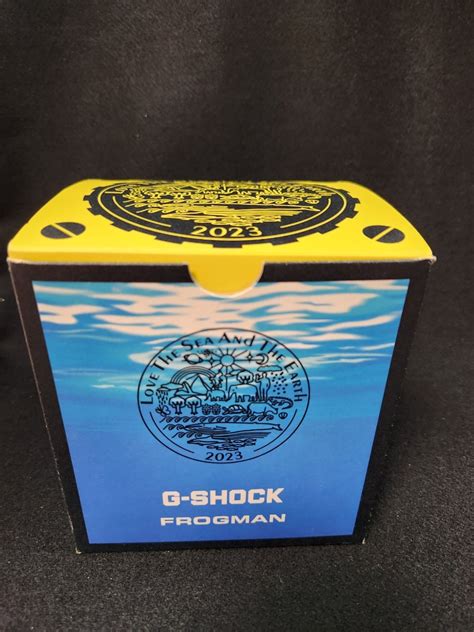 2023
LOVE THE SEA AND THE EARTH
2023
G-SHOCK
FROGMAN